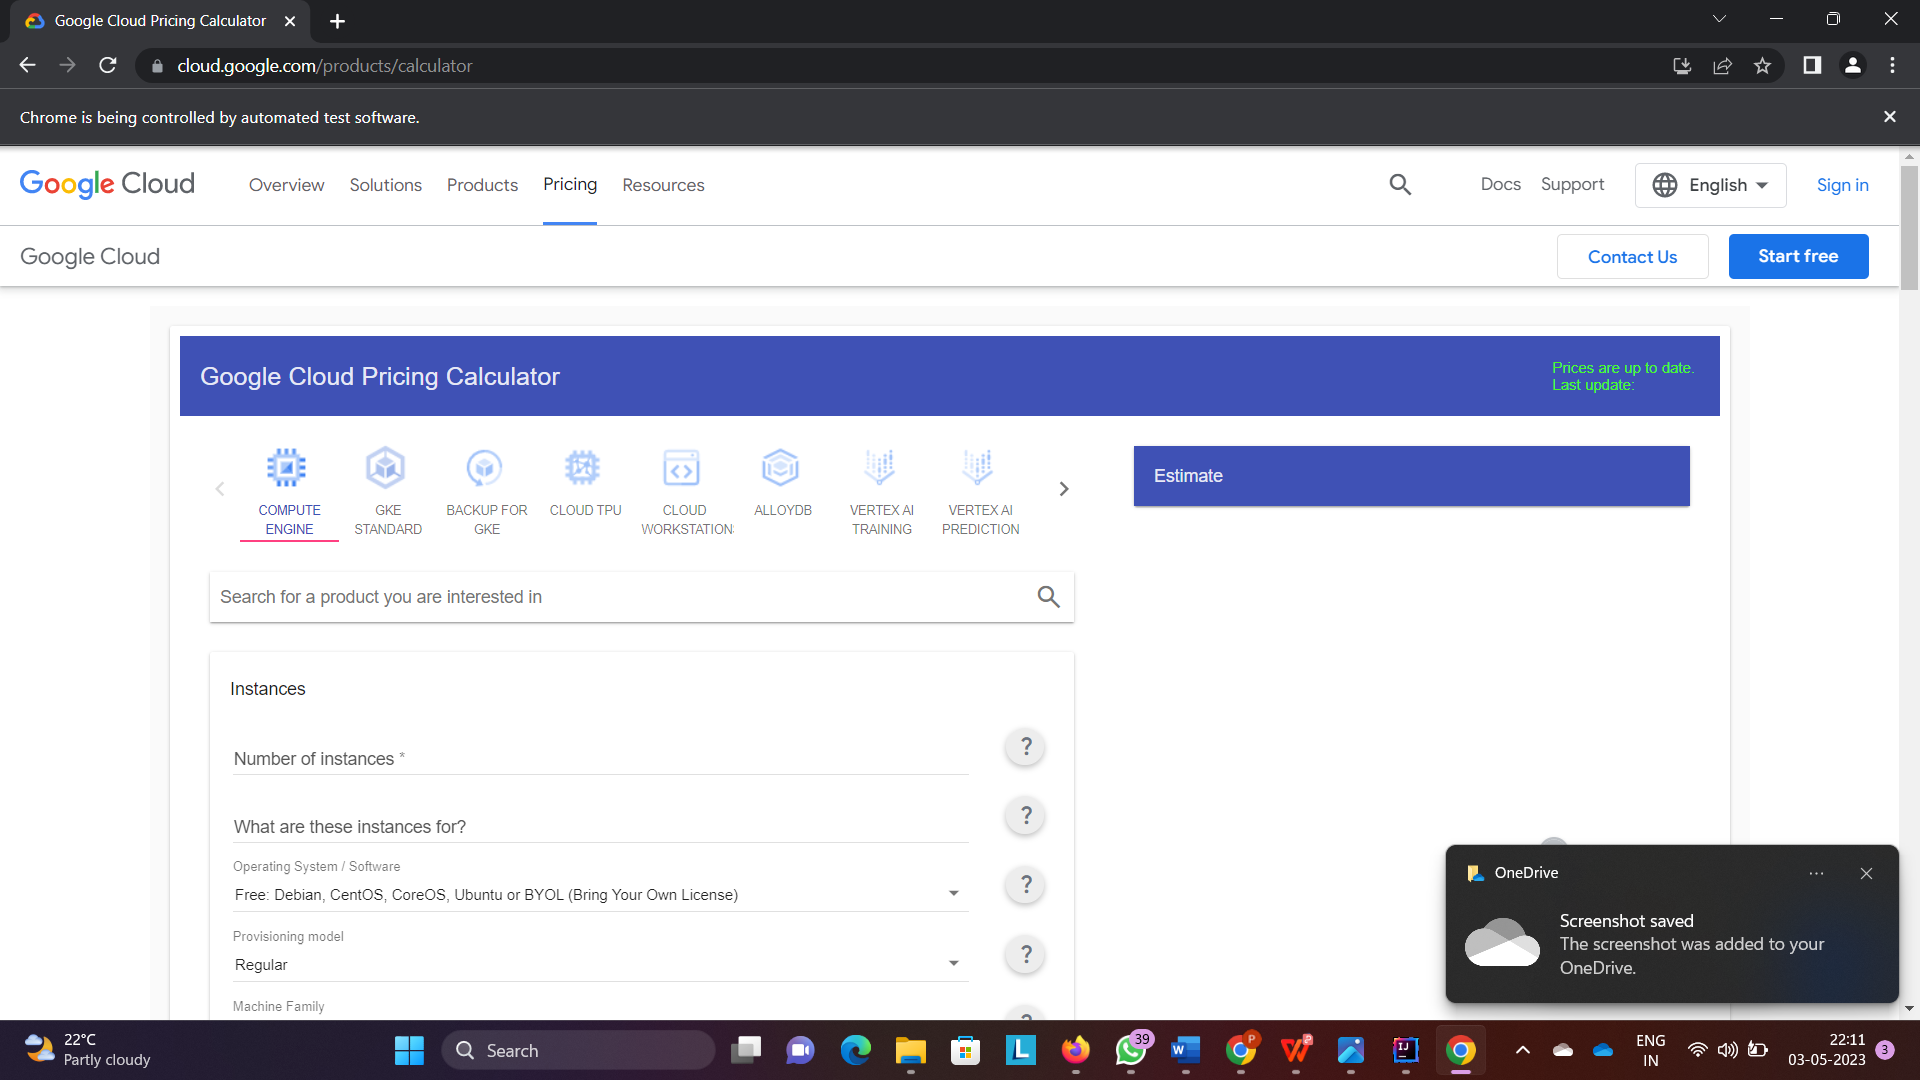 Google Cloud Pricing Calculator
cloud.google.com/products/calculator
Chrome is being controlled by automated test software.
Google Cloud
Overview Solutions Products Pricing Resources
Docs Support English Sign in
Google Cloud
Contact Us Start free
Google Cloud Pricing Calculator
Prices are up to date.
Last update:
COMPUTE ENGINE
GKE STANDARD
BACKUP FOR GKE
CLOUD TPU
CLOUD WORKSTATION
ALLOYDB
VERTEX AI TRAINING
VERTEX AI PREDICTION
Estimate
Search for a product you are interested in
Instances
Number of instances *
?
What are these instances for?
?
Operating System / Software
Free: Debian, CentOS, CoreOS, Ubuntu or BYOL (Bring Your Own License)
?
Provisioning model
Regular
?
Machine Family
OneDrive
Screenshot saved
The screenshot was added to your
OneDrive.
22°C
Partly cloudy
Search
L
39
W
P
W
2
IJ
ENG
IN
22:11
03-05-2023
3